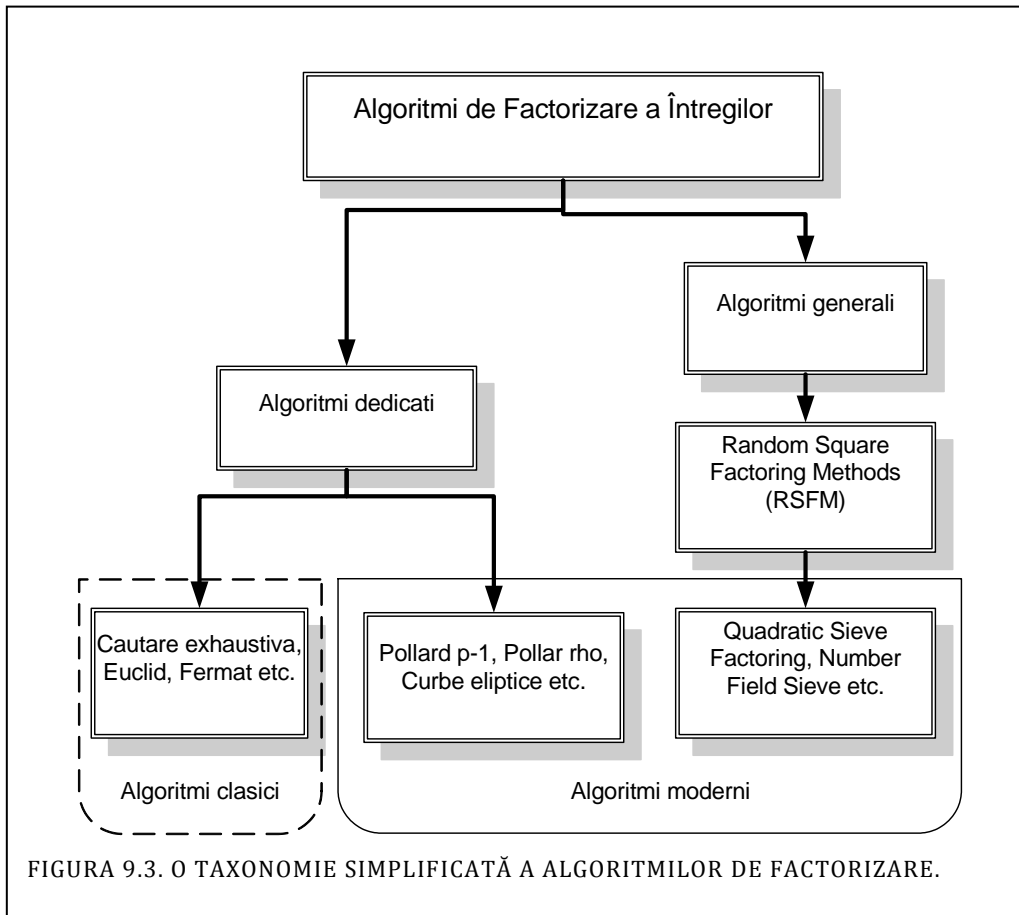 Algoritmi de Factorizare a Întregilor
Algoritmi generali
Algoritmi dedicati
Random Square
Factoring Methods
(RSFM)
Cautare exhaustiva,
Euclid, Fermat etc.
Pollard p-1, Pollar rho,
Curbe eliptice etc.
Quadratic Sieve
Factoring, Number
Field Sieve etc.
Algoritmi clasici
Algoritmi moderni
FIGURA 9.3. O TAXONOMIE SIMPLIFICATĂ A ALGORITMILOR DE FACTORIZARE.